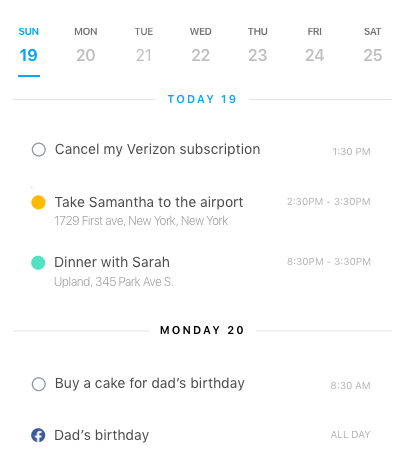 SUN MON TUE WED THU FRI SAT
19 20 21 22 23 24 25
TODAY 19
Cancel my Verizon subscription 1:30 PM
Take Samantha to the airport 2:30PM - 3:30PM
1729 First ave, New York, New York
Dinner with Sarah 8:30PM - 3:30PM
Upland, 345 Park Ave S.
MONDAY 20
Buy a cake for dad's birthday 8:30 AM
Dad's birthday ALL DAY